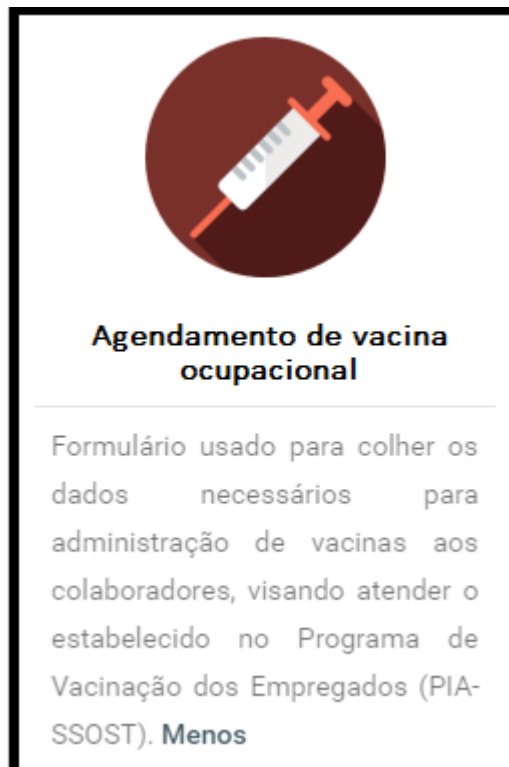 Agendamento de vacina
ocupacional
Formulário usado para colher os
dados necessários para
administração de vacinas aos
colaboradores, visando atender o
estabelecido no Programa de
Vacinação dos Empregados (PIA-
SSOST). Menos